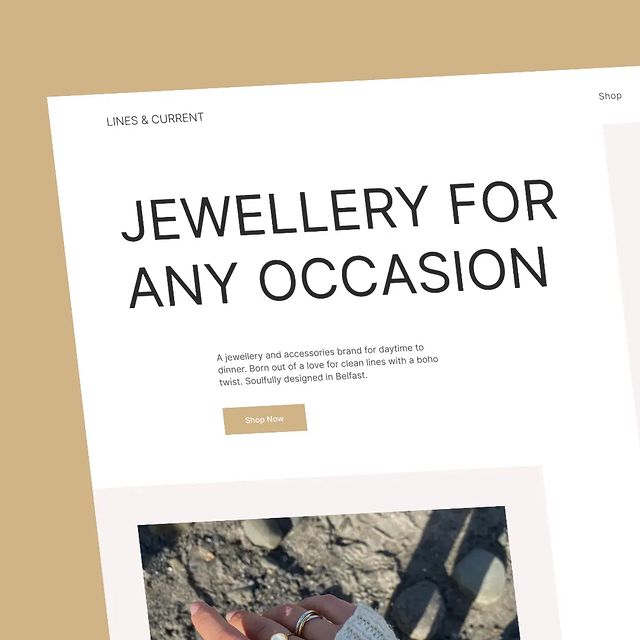 LINES & CURRENT
Shop
JEWELLERY FOR
ANY OCCASION
A jewellery and accessories brand for daytime to
dinner. Born out of a love for clean lines with a boho
twist. Soulfully designed in Belfast.
Shop Now